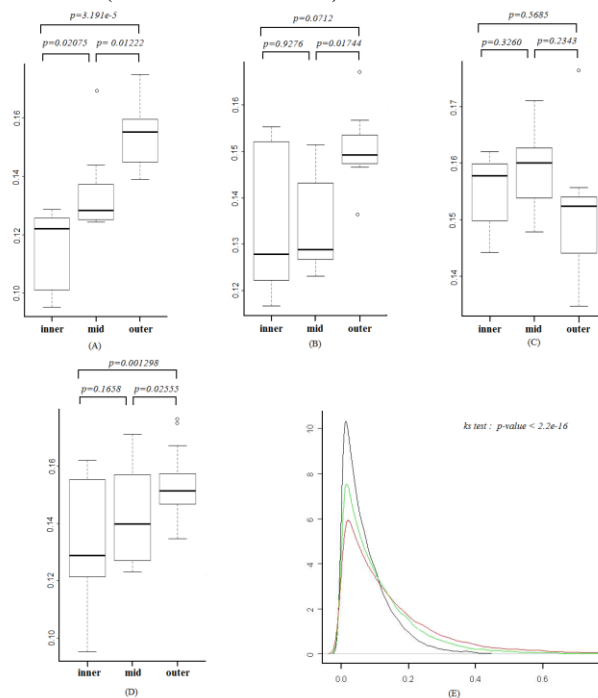 p=3.191e-5
p=0.02075 p= 0.01222
0.16
0.14
0.12
0.10
inner mid outer
(A)
p=0.0712
p=0.9276 p=0.01744
0.16
0.15
0.14
0.13
0.12
inner mid outer
(B)
p=0.5685
p=0.3260 p=0.2343
0.17
0.16
0.15
0.14
inner mid outer
(C)
p=0.001298
p=0.1658 p=0.02555
0.16
0.14
0.12
0.10
inner mid outer
(D)
ks test : p-value < 2.2e-16
10
8
6
4
2
0
0.0 0.2 0.4 0.6
(E)